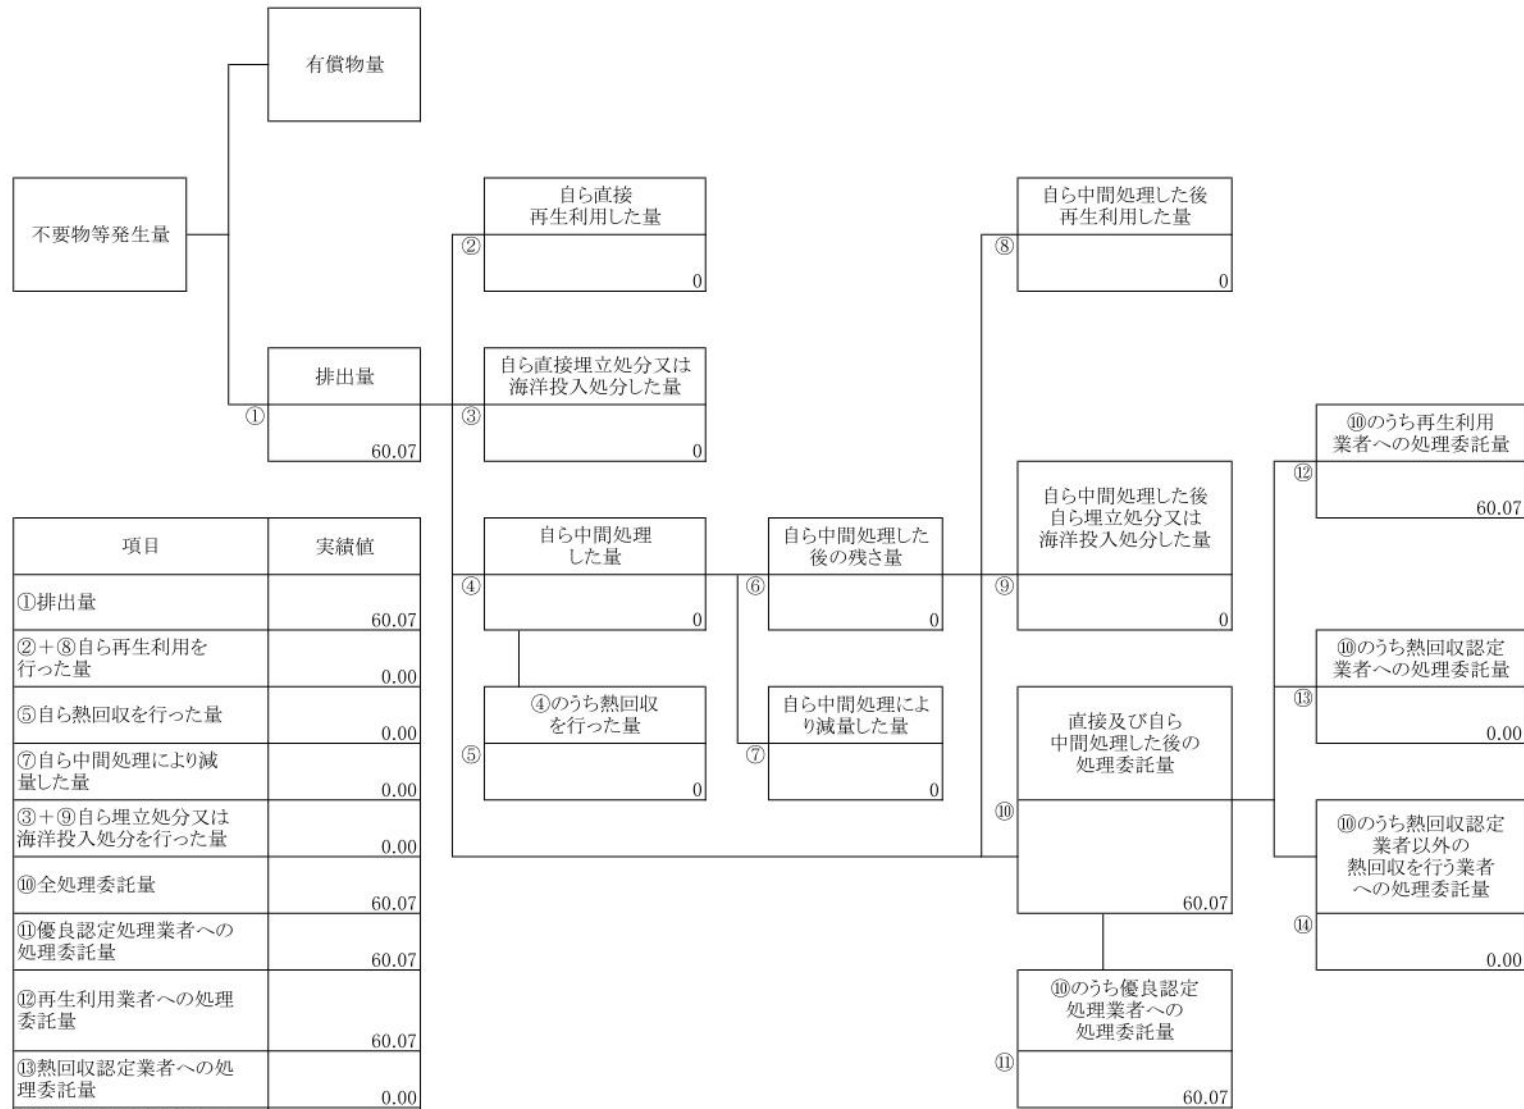 有償物量
不要物等発生量
自ら直接
再生利用した量
②
0
自ら中間処理した後
再生利用した量
⑧
0
排出量
①
60.07
自ら直接埋立処分又は
海洋投入処分した量
③
0
⑩のうち再生利用
業者への処理委託量
⑫
60.07
自ら中間処理
した量
④
0
自ら中間処理した
後の残さ量
⑥
0
自ら中間処理した後
自ら埋立処分又は
海洋投入処分した量
⑨
0
⑩のうち熱回収認定
業者への処理委託量
⑬
0.00
④のうち熱回収
を行った量
⑤
0
自ら中間処理によ
り減量した量
⑦
0
直接及び自ら
中間処理した後の
処理委託量
⑩
60.07
⑩のうち熱回収認定
業者以外の
熱回収を行う業者
への処理委託量
⑭
0.00
⑩のうち優良認定
処理業者への
処理委託量
⑪
60.07
項目 実績値
①排出量
60.07
②+⑧自ら再生利用を
行った量
0.00
⑤自ら熱回収を行った量
0.00
⑦自ら中間処理により減
量した量
0.00
③+⑨自ら埋立処分又は
海洋投入処分を行った量
0.00
⑩全処理委託量
60.07
⑪優良認定処理業者への
処理委託量
60.07
⑫再生利用業者への処理
委託量
60.07
⑬熱回収認定業者への処
理委託量
0.00